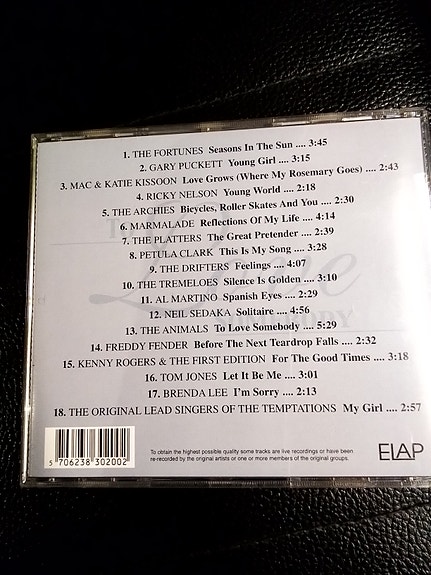 1. THE FORTUNES Seasons In The Sun .... 3:45
2. GARY PUCKETT Young Girl .... 3:15
3. MAC & KATIE KISSOON Love Grows (Where My Rosemary Goes) .... 2:43
4. RICKY NELSON Young World .... 2:18
5. THE ARCHIES Bicycles, Roller Skates And You .... 2:30
6. MARMALADE Reflections Of My Life .... 4:14
7. THE PLATTERS The Great Pretender .... 2:39
8. PETULA CLARK This Is My Song .... 3:28
9. THE DRIFTERS Feelings .... 4:07
10. THE TREMELOES Silence Is Golden .... 3:10
11. AL MARTINO Spanish Eyes .... 2:29
12. NEIL SEDAKA Solitaire .... 4:56
13. THE ANIMALS To Love Somebody .... 5:29
14. FREDDY FENDER Before The Next Teardrop Falls .... 2:32
15. KENNY ROGERS & THE FIRST EDITION For The Good Times .... 3:18
16. TOM JONES Let It Be Me .... 3:01
17. BRENDA LEE I'm Sorry .... 2:13
18. THE ORIGINAL LEAD SINGERS OF THE TEMPTATIONS My Girl .... 2:57
5 706238 302002
To obtain the highest possible quality some tracks are live recordings or have been
re-recorded by the original artists or one or more members of the original groups.
ELAP